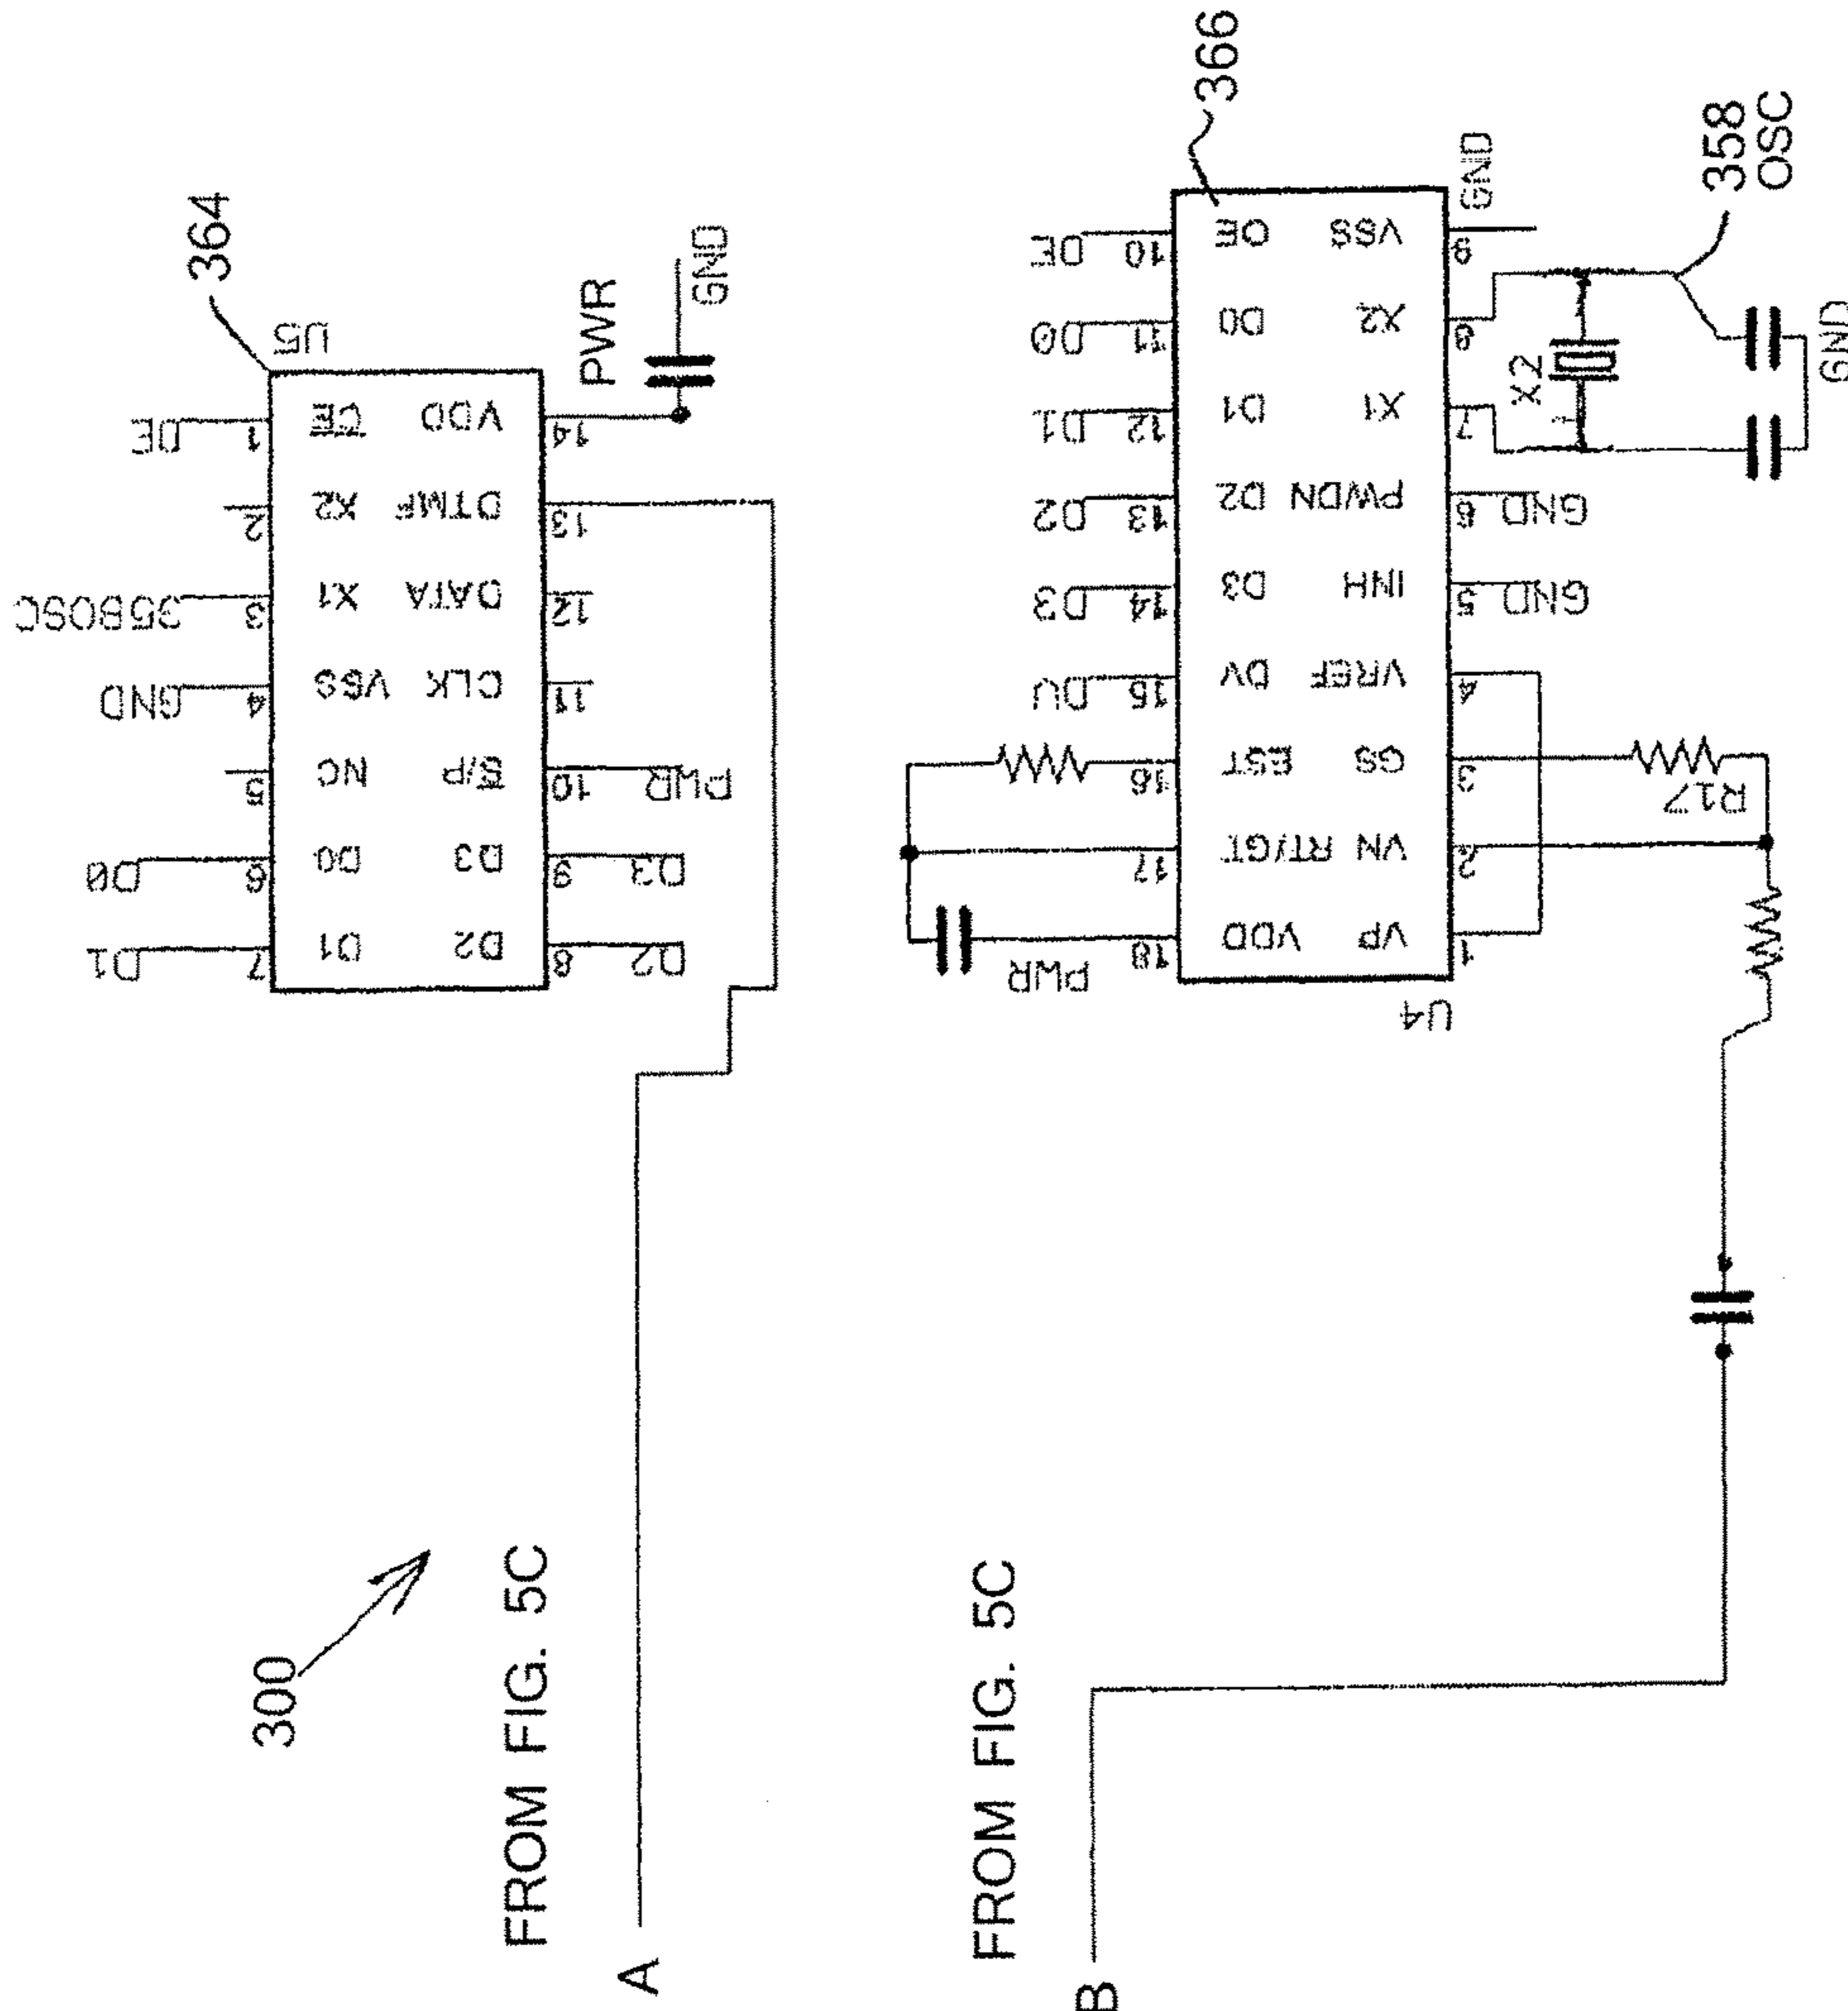 300
FROM FIG. 5C
A
364
U5
OE
D0
D1
GND
358OSC
1 CE
2 X2
3 X1
4 VSS
5 NC
6 D0
7 D1
VDD 14
DTMF 13
DATA 12
CLK 11
S/P 10
D3 9
D2 8
PWR
GND
PWR
D3
D2
FROM FIG. 5C
B
366
U4
OE
D0
D1
D2
D3
DV
PWR
10 OE
11 D0
12 D1
13 D2
14 D3
15 DV
16 EST
17 RT/GT
18 VDD
VSS 9
X2 8
X1 7
PWDN 6
INH 5
VREF 4
GS 3
VN 2
VP 1
GND
GND
GND
X2
358
OSC
GND
R17